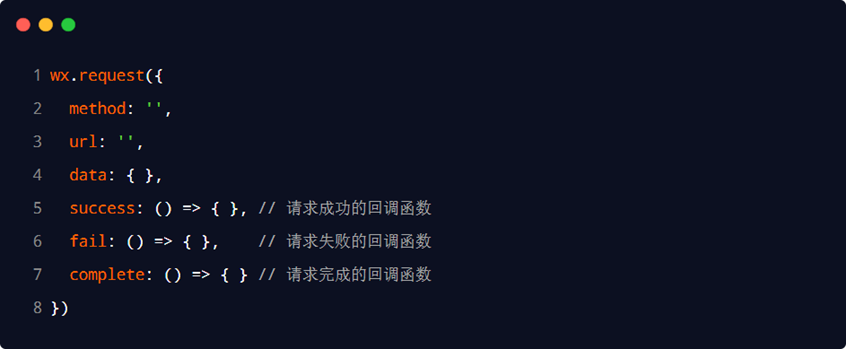 1 wx.request({
2   method: '',
3   url: '',
4   data: { },
5   success: () => { }, // 请求成功的回调函数
6   fail: () => { },    // 请求失败的回调函数
7   complete: () => { } // 请求完成的回调函数
8 })